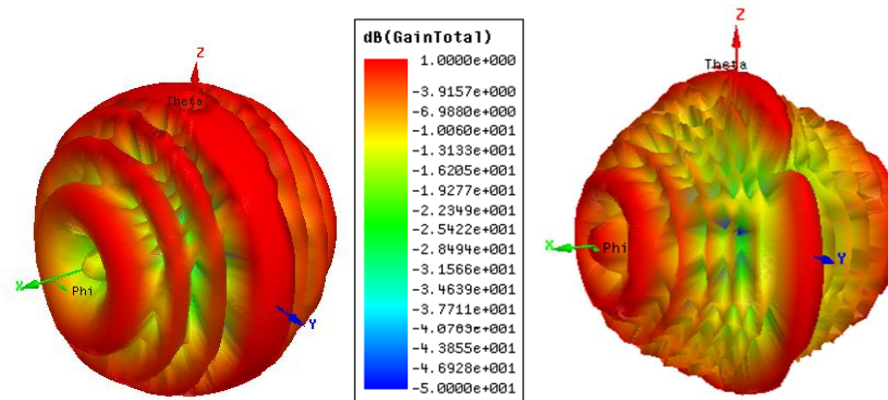 Z
Theta
X
Phi
Y
dB(GainTotal)
1.0000e+000
-3.9157e+000
-6.9880e+000
-1.0060e+001
-1.3133e+001
-1.6205e+001
-1.9277e+001
-2.2349e+001
-2.5422e+001
-2.8494e+001
-3.1566e+001
-3.4639e+001
-3.7711e+001
-4.0783e+001
-4.3855e+001
-4.6928e+001
-5.0000e+001
Z
Theta
X
Phi
Y